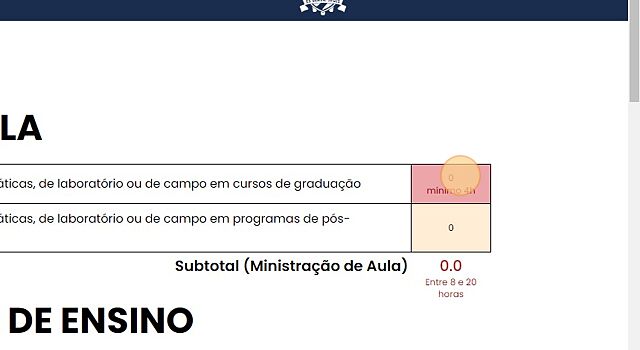 LA
áticas, de laboratório ou de campo em cursos de graduação
0
mínimo 4h
áticas, de laboratório ou de campo em programas de pós-
0
Subtotal (Ministração de Aula)
0.0
Entre 8 e 20
horas
DE ENSINO